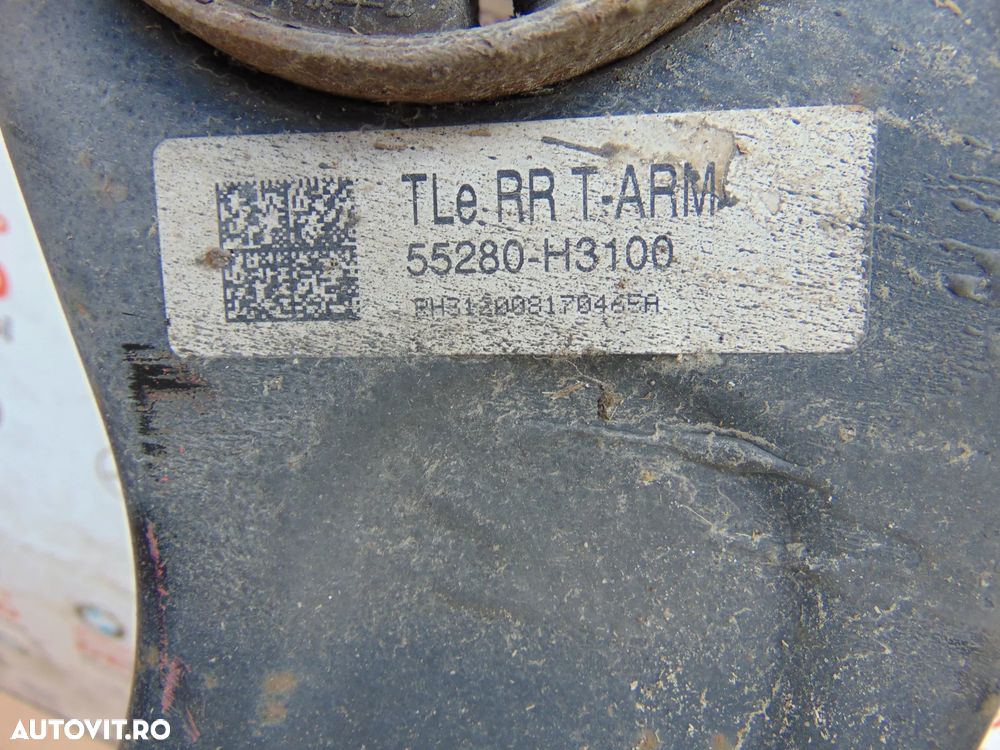 TLe RR T-ARM
55280-H3100
AUTOVIT.RO